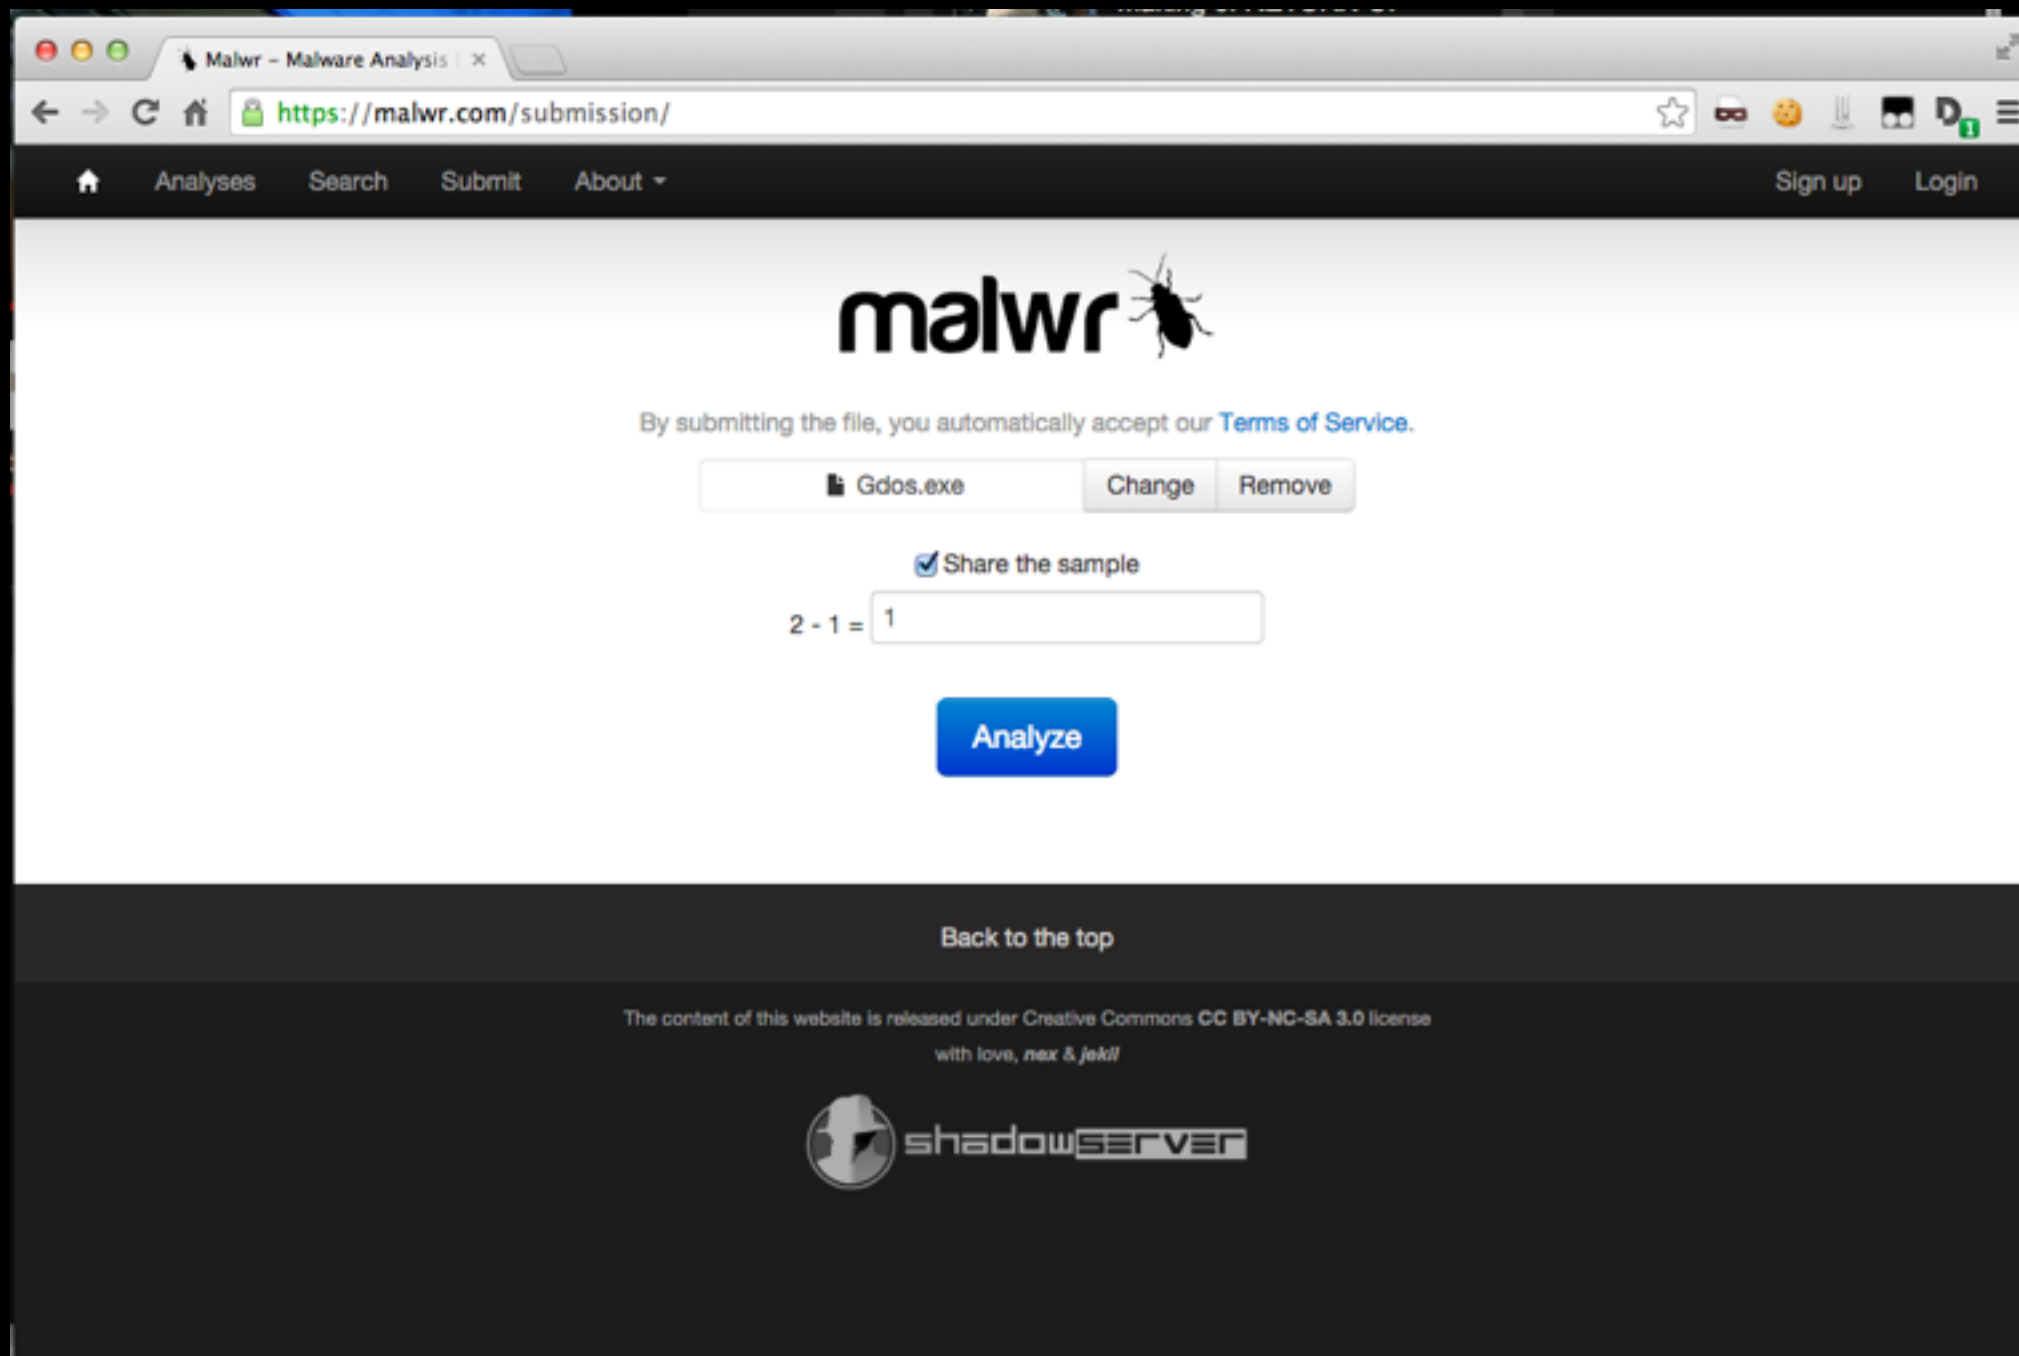 Malwr – Malware Analysis
https://malwr.com/submission/
Analyses Search Submit About Sign up Login
malwr
By submitting the file, you automatically accept our Terms of Service.
Gdos.exe Change Remove
Share the sample
2 - 1 = 1
Analyze
Back to the top
The content of this website is released under Creative Commons CC BY-NC-SA 3.0 license
with love, nex & jekil
shadowserver